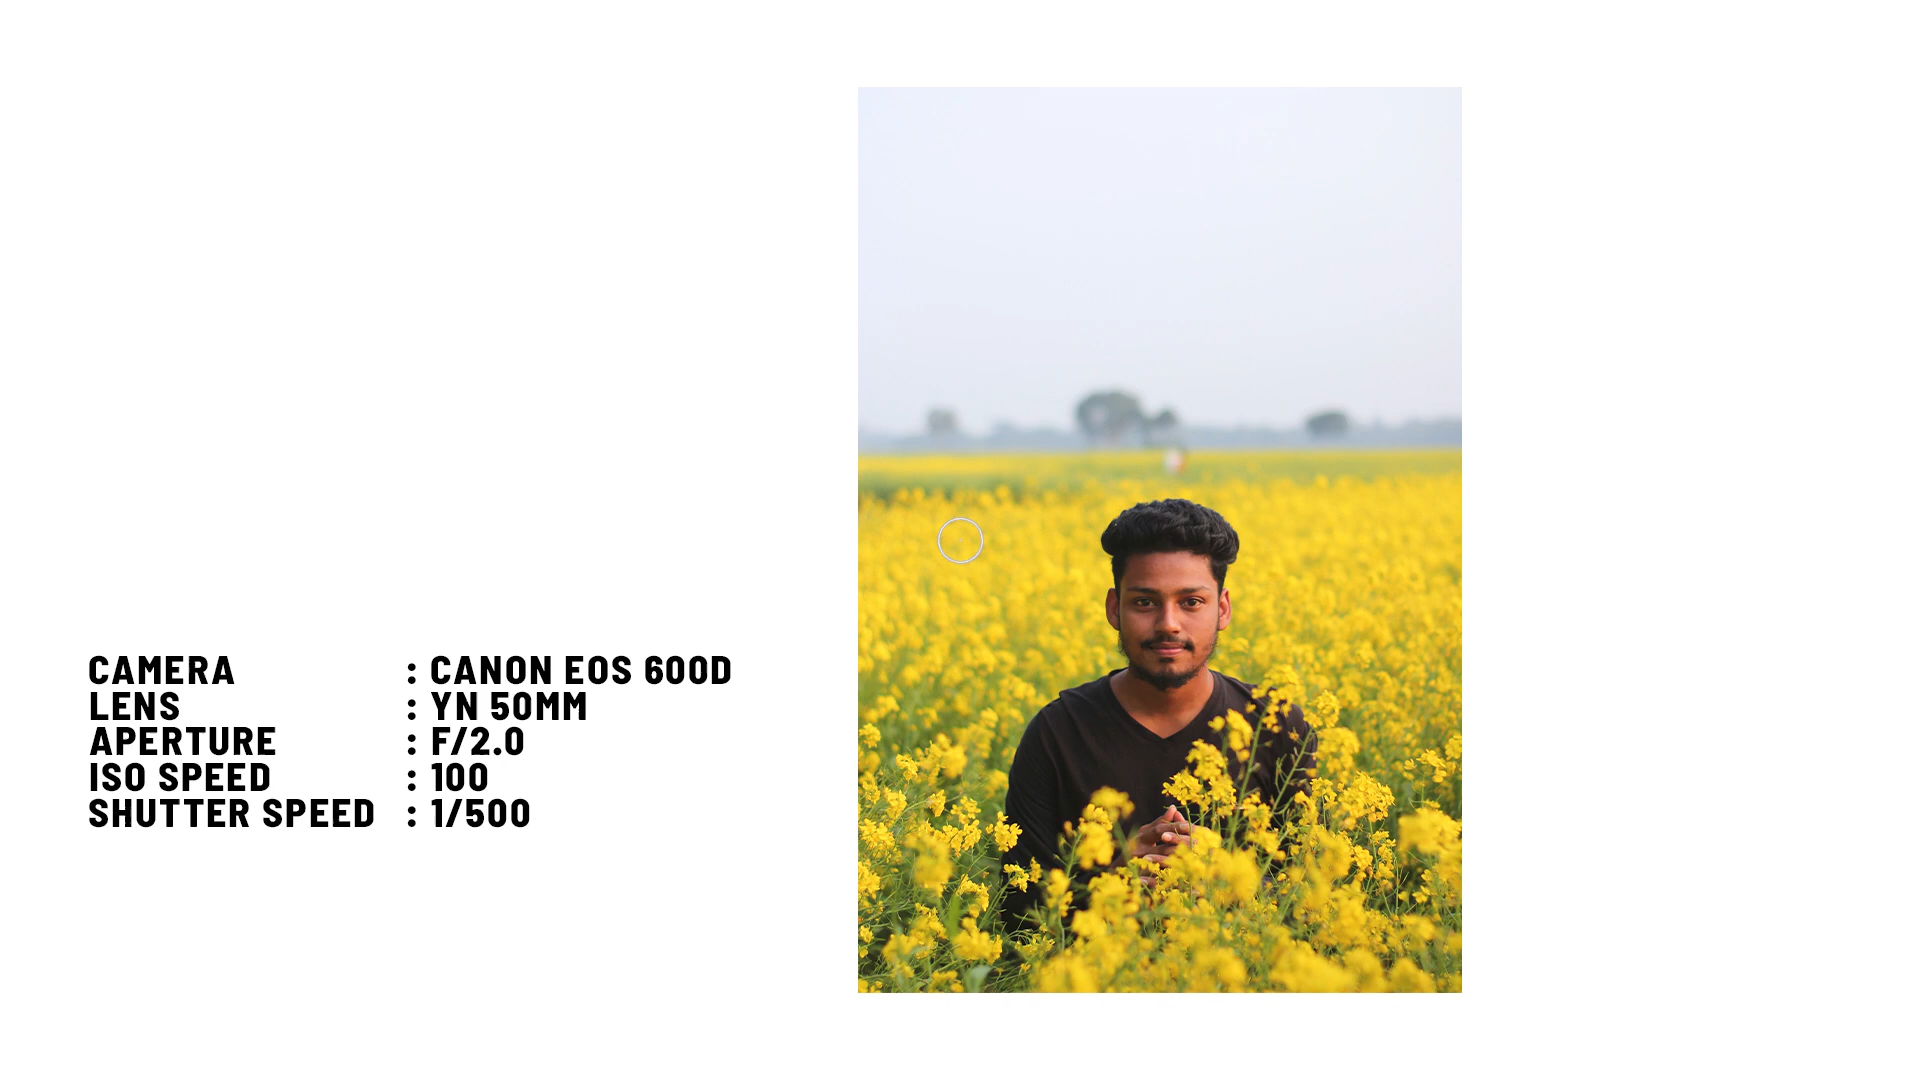 CAMERA : CANON EOS 600D
LENS : YN 50MM
APERTURE : F/2.0
ISO SPEED : 100
SHUTTER SPEED : 1/500